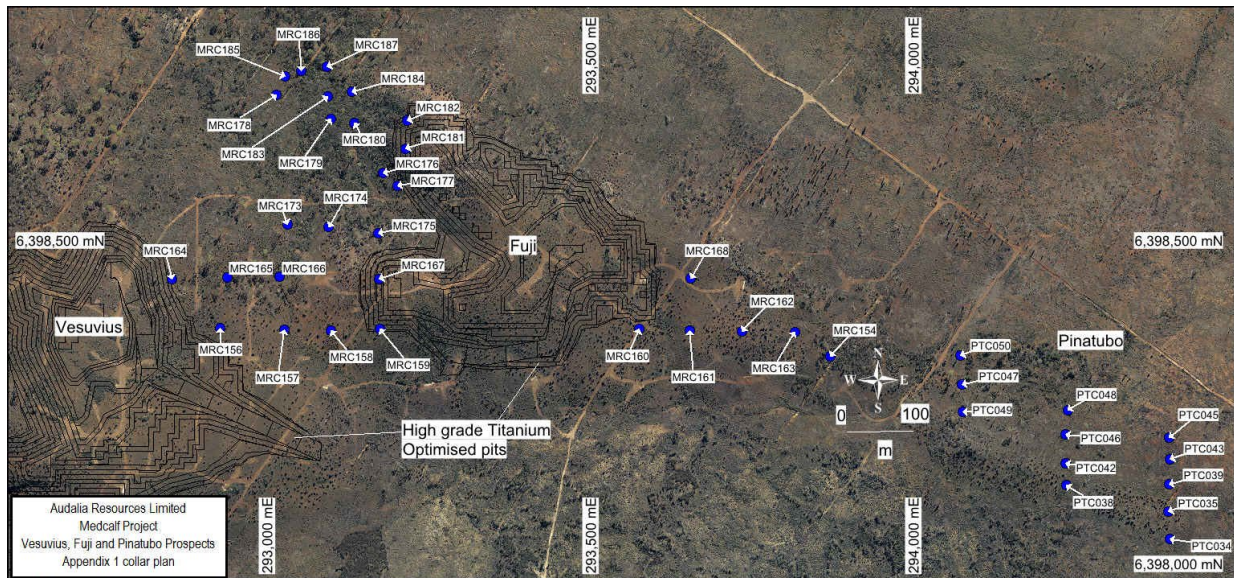 MRC186
MRC185
MRC187
293,500 mE
294,000 mE
MRC184
MRC178
MRC182
MRC183
MRC180
MRC181
MRC179
MRC176
MRC177
MRC173
MRC174
MRC175
6,398,500 mN
Fuji
6,398,500 mN
MRC164
MRC165
MRC166
MRC167
MRC168
MRC162
Vesuvius
MRC156
MRC157
MRC158
MRC159
MRC160
MRC161
MRC163
MRC154
N
W E
S
PTC050
Pinatubo
PTC047
PTC049
PTC048
PTC045
PTC046
PTC043
PTC042
PTC039
PTC038
PTC035
PTC034
0 100
m
High grade Titanium
Optimised pits
Audalia Resources Limited
Medcalf Project
Vesuvius, Fuji and Pinatubo Prospects
Appendix 1 collar plan
293,000 mE
293,500 mE
294,000 mE
6,398,000 mN